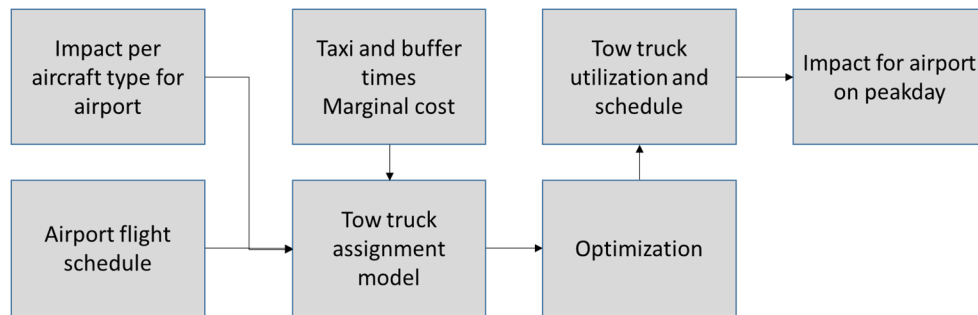 Impact per
aircraft type for
airport
Taxi and buffer
times
Marginal cost
Tow truck
utilization and
schedule
Impact for airport
on peakday
Airport flight
schedule
Tow truck
assignment
model
Optimization